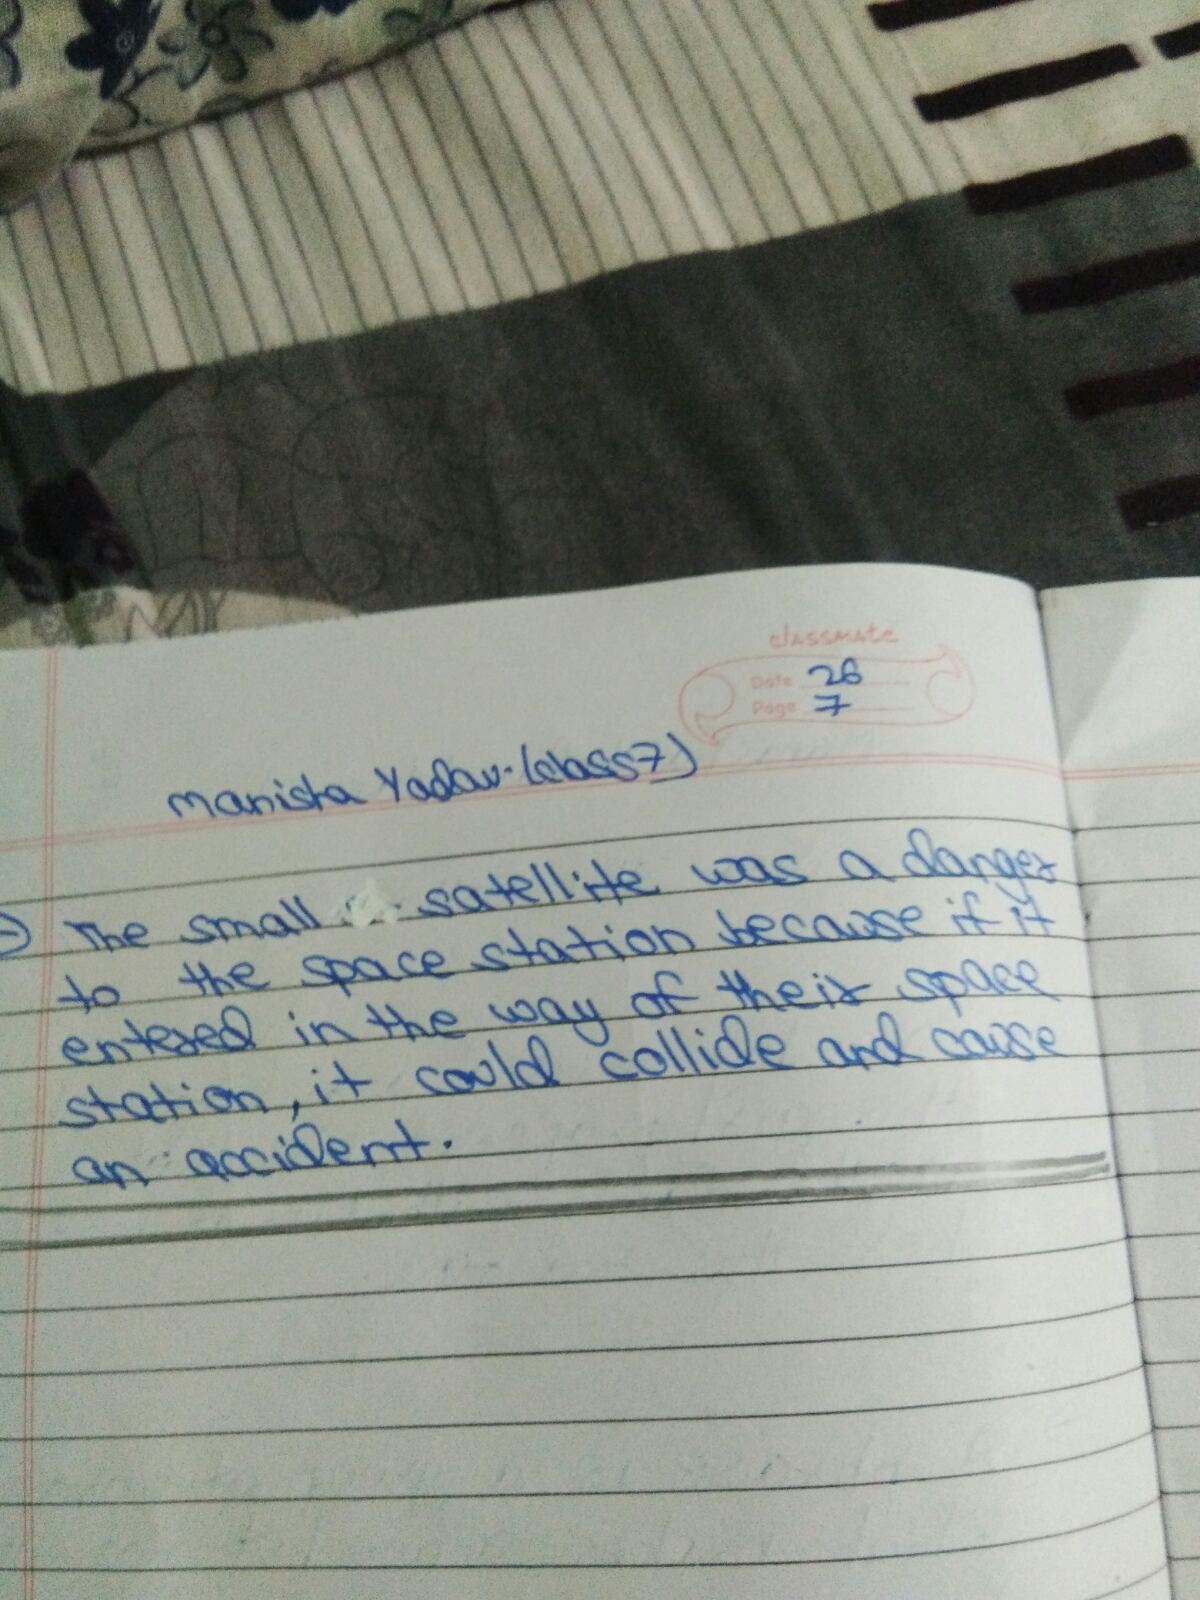 classmate
Date 26
Page 7
Manisha Yadav. (class 7)
The small satellite was a danger
to the space station because if it
entered in the way of their space
station, it could collide and cause
an accident.